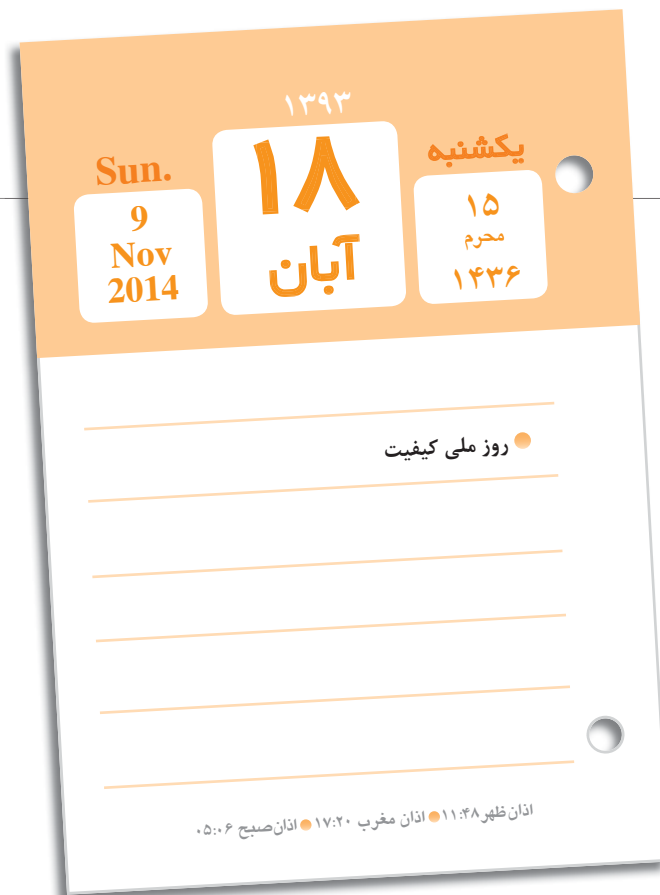 ۱۳۹۳
یکشنبه
۱۵
محرم
۱۴۳۶
۱۸
آبان
Sun.
9
Nov
2014
روز ملی کیفیت
اذان ظهر ۱۱:۴۸ اذان مغرب ۱۷:۲۰ اذان صبح ۰۵:۰۶